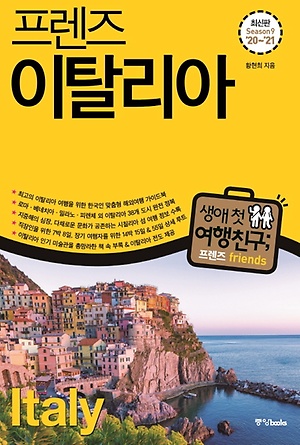 프렌즈
이탈리아
최신판
Season9
'20~'21
황현희 지음
★ 최고의 이탈리아 여행을 위한 한국인 맞춤형 해외여행 가이드북
★ 로마·베네치아·밀라노·피렌체 외 이탈리아 36개 도시 완전 정복
★ 지중해의 심장, 다채로운 문화가 공존하는 시칠리아 섬 여행 정보 수록
★ 직장인을 위한 7박 8일, 장기 여행자를 위한 14박 15일 & 55일 상세 루트
★ 이탈리아 인기 미술관을 총망라한 책 속 부록 & 이탈리아 전도 제공
생애 첫
여행친구,
프렌즈 friends
Italy
중앙books